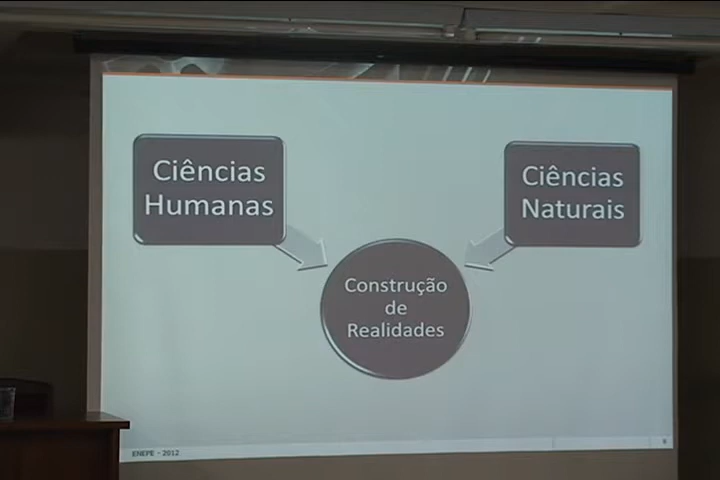 Ciências
Humanas
Ciências
Naturais
Construção
de
Realidades
ENEPE - 2012